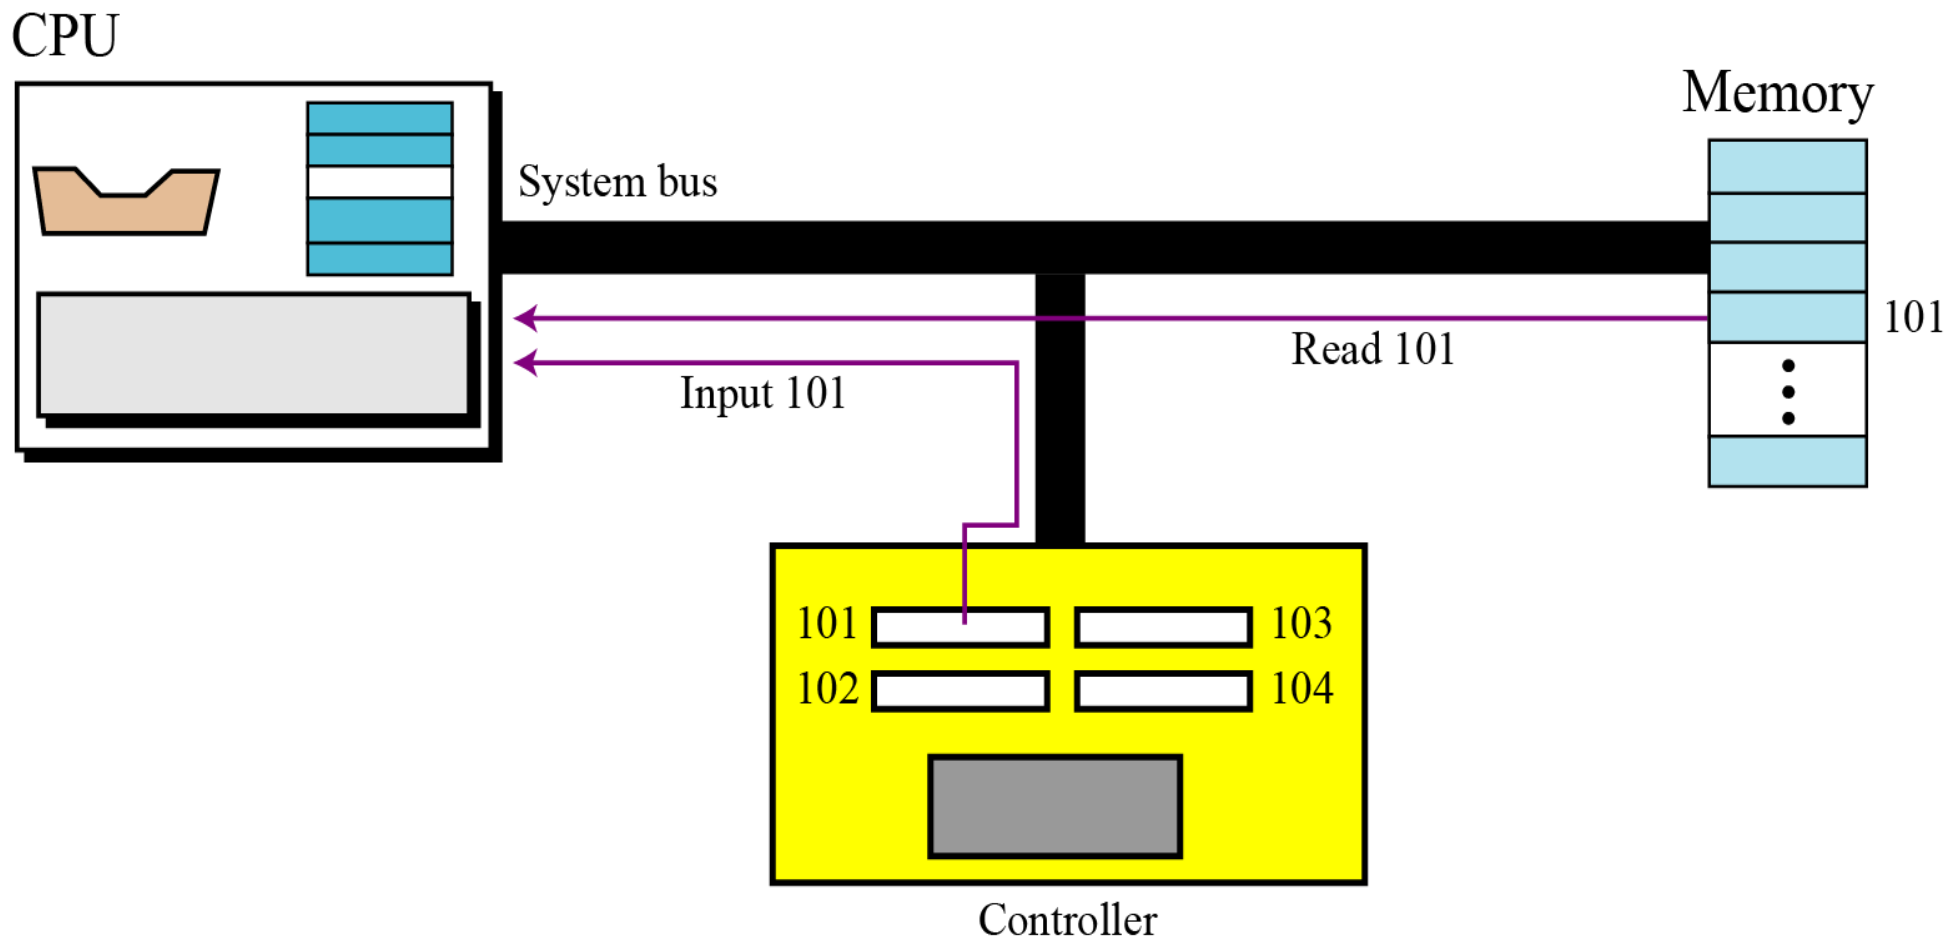 CPU
Memory
System bus
101
Read 101
Input 101
101
103
102
104
Controller